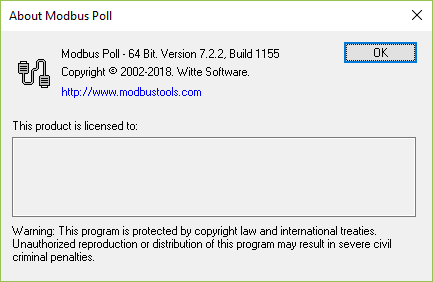 About Modbus Poll
Modbus Poll - 64 Bit. Version 7.2.2, Build 1155
OK
Copyright © 2002-2018. Witte Software.
http://www.modbustools.com
This product is licensed to:
Warning: This program is protected by copyright law and international treaties.
Unauthorized reproduction or distribution of this program may result in severe civil
criminal penalties.